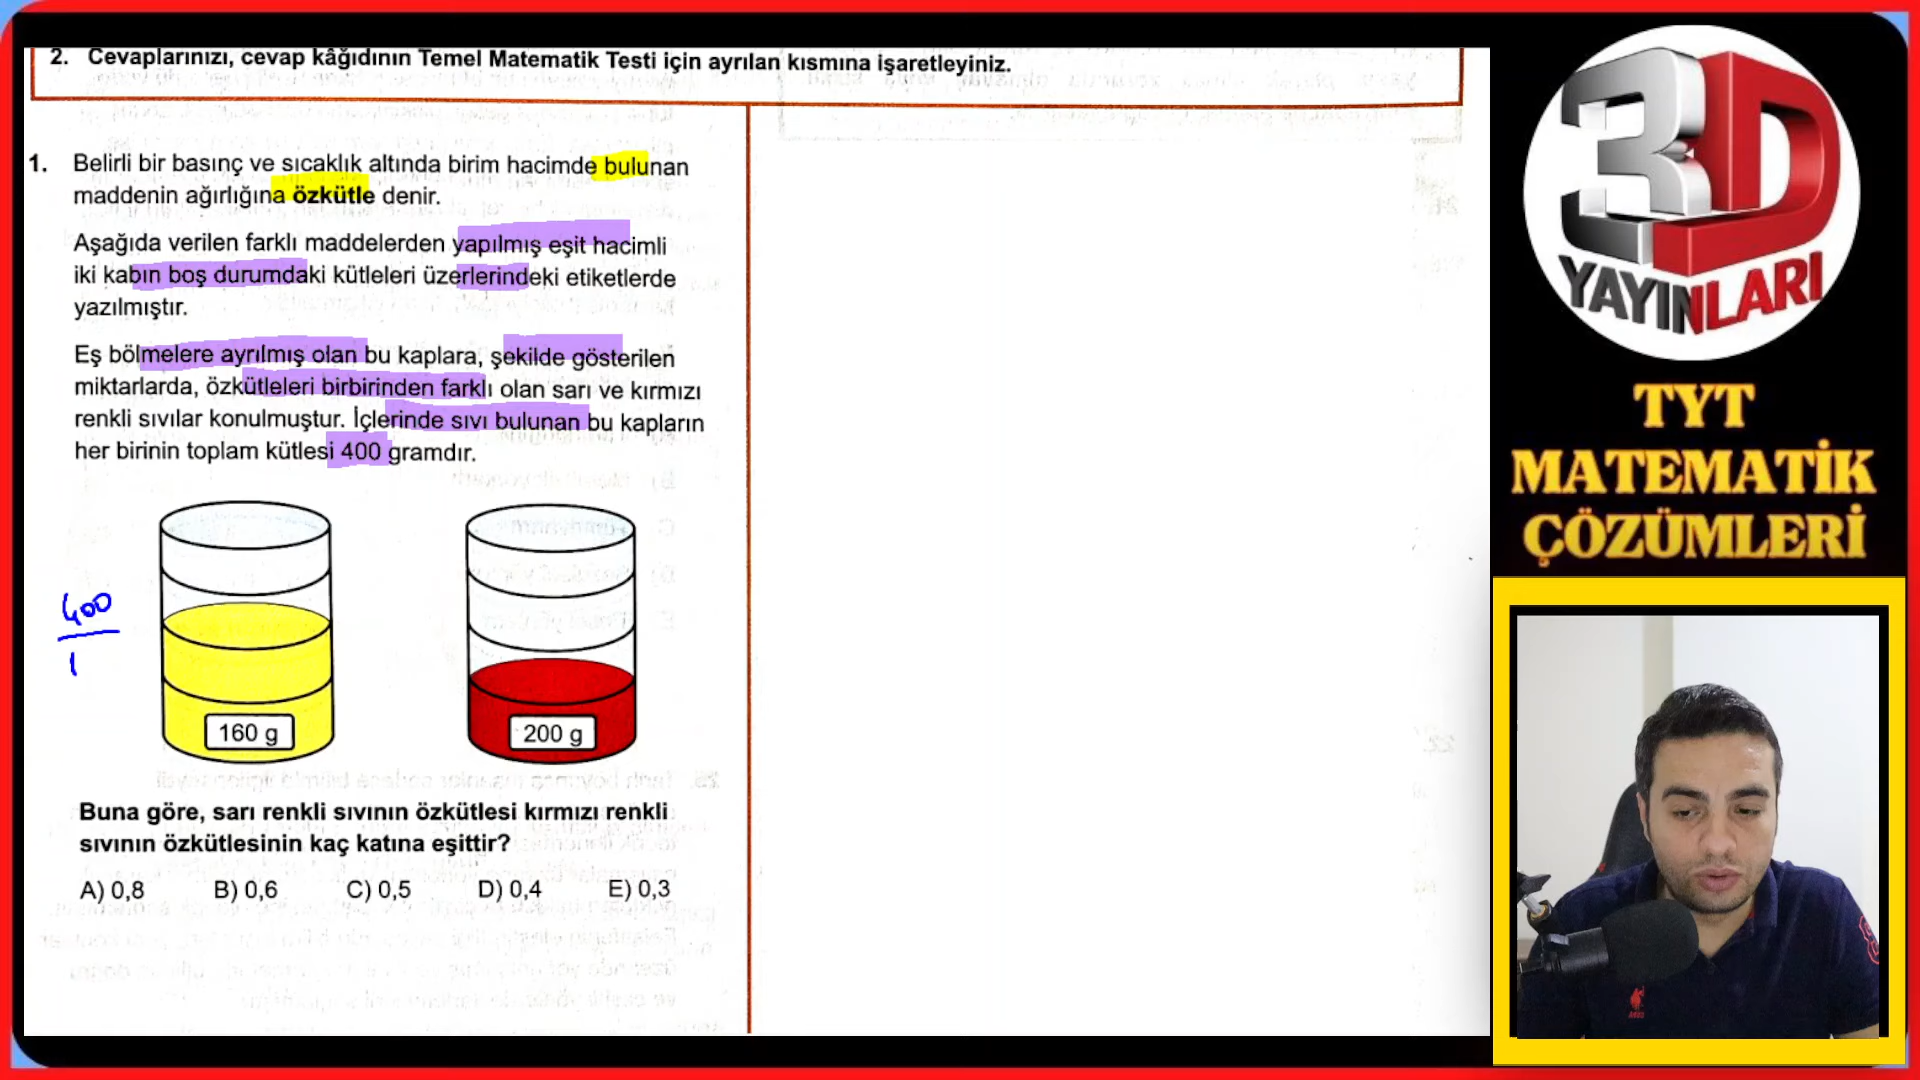 2. Cevaplarınızı, cevap kâğıdının Temel Matematik Testi için ayrılan kısmına işaretleyiniz.
1. Belirli bir basınç ve sıcaklık altında birim hacimde bulunan
maddenin ağırlığına özkütle denir.
Aşağıda verilen farklı maddelerden yapılmış eşit hacimli
iki kabın boş durumdaki kütleleri üzerlerindeki etiketlerde
yazılmıştır.
Eş bölmelere ayrılmış olan bu kaplara, şekilde gösterilen
miktarlarda, özkütleleri birbirinden farklı olan sarı ve kırmızı
renkli sıvılar konulmuştur. İçlerinde sıvı bulunan bu kapların
her birinin toplam kütlesi 400 gramdır.
400
1
160 g
200 g
Buna göre, sarı renkli sıvının özkütlesi kırmızı renkli
sıvının özkütlesinin kaç katına eşittir?
A) 0,8 B) 0,6 C) 0,5 D) 0,4 E) 0,3
3D
YAYINLARI
TYT
MATEMATİK
ÇÖZÜMLERİ